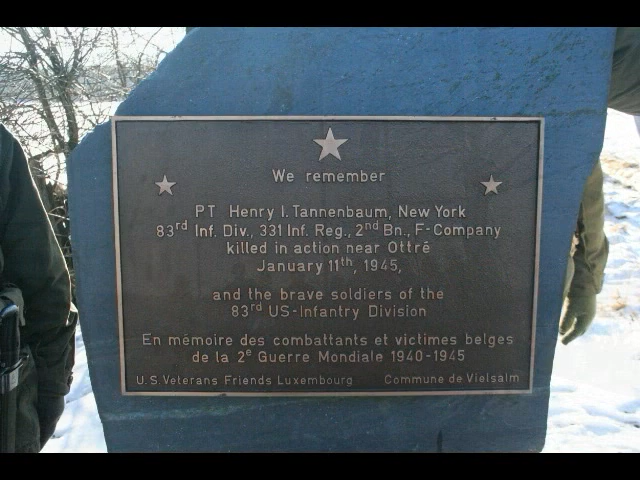 We remember
PT Henry I. Tannenbaum, New York
83rd Inf. Div., 331 Inf. Reg., 2nd Bn., F-Company
killed in action near Ottré
January 11th, 1945,
and the brave soldiers of the
83rd US-Infantry Division
En mémoire des combattants et victimes belges
de la 2e Guerre Mondiale 1940-1945
U.S. Veterans Friends Luxembourg Commune de Vielsalm